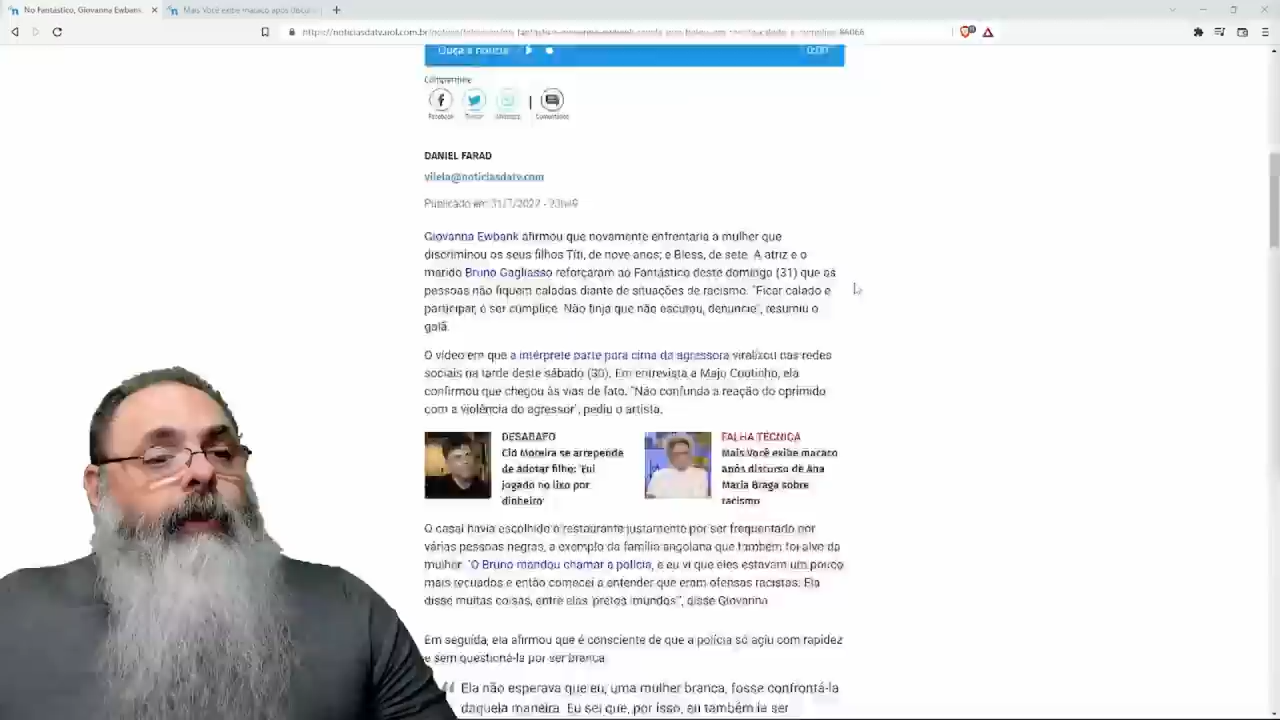 No Fantástico, Giovanna Ewbank
Mais Você exibe macaco após discurs
Ouça a notícia
0:00
Compartilhe
Facebook
Twitter
Whatsapp
Comentários
DANIEL FARAD
vilela@noticiasdatv.com
Publicado em 31/7/2022 -
Giovanna Ewbank afirmou que novamente enfrentaria a mulher que
discriminou os seus filhos Títi, de nove anos; e Bless, de sete. A atriz e o
marido Bruno Gagliasso reforçaram ao Fantástico deste domingo (31) que as
pessoas não fiquem caladas diante de situações de racismo. "Ficar calado é
participar, é ser cúmplice. Não finja que não escutou, denuncie", resumiu o
galã.
O vídeo em que a intérprete parte para cima da agressora viralizou nas redes
sociais na tarde deste sábado (30). Em entrevista a Maju Coutinho, ela
confirmou que chegou às vias de fato. "Não confunda a reação do oprimido
com a violência do agressor", pediu o artista.
DESABAFO
Cid Moreira se arrepende
de adotar filho: 'Fui
jogado no lixo por
dinheiro'
FALHA TÉCNICA
Mais Você exibe macaco
após discurso de Ana
Maria Braga sobre
racismo
O casal havia escolhido o restaurante justamente por ser frequentado por
várias pessoas negras, a exemplo da família angolana que também foi alvo da
mulher. "O Bruno mandou chamar a polícia, e eu vi que eles estavam um pouco
mais recuados e então comecei a entender que eram ofensas racistas. Ela
disse muitas coisas, entre elas 'pretos imundos'", disse Giovanna
Em seguida, ela afirmou que é consciente de que a polícia só agiu com rapidez
e sem questioná-la por ser branca
Ela não esperava que eu, uma mulher branca, fosse confrontá-la
daquela maneira. Eu sei que, por isso, eu também ia ser